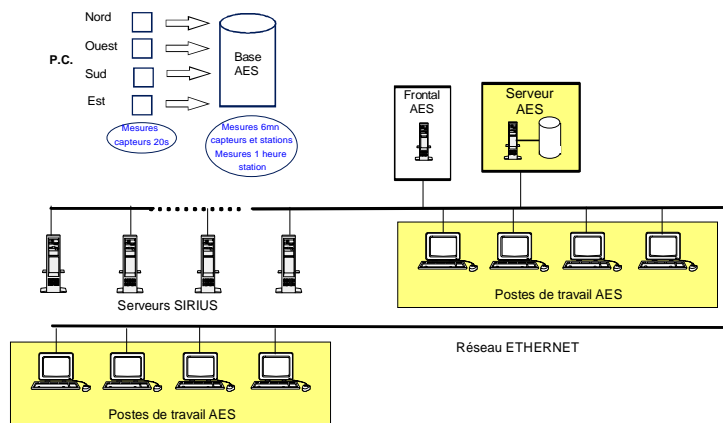 Nord
Ouest
P.C.
Sud
Est
Base
AES
Mesures
capteurs 20s
Mesures 6mn
capteurs et stations
Mesures 1 heure
station
Frontal
AES
Serveur
AES
Serveurs SIRIUS
Postes de travail AES
Réseau ETHERNET
Postes de travail AES